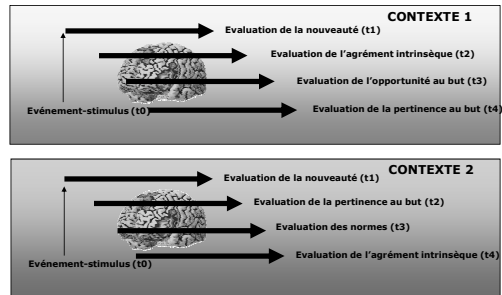 CONTEXTE 1
Evaluation de la nouveauté (t1)
Evaluation de l'agrément intrinsèque (t2)
Evaluation de l'opportunité au but (t3)
Evénement-stimulus (t0)
Evaluation de la pertinence au but (t4)
CONTEXTE 2
Evaluation de la nouveauté (t1)
Evaluation de la pertinence au but (t2)
Evaluation des normes (t3)
Evénement-stimulus (t0)
Evaluation de l'agrément intrinsèque (t4)